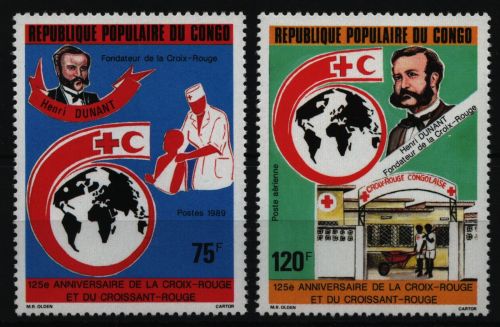 REPUBLIQUE POPULAIRE DU CONGO
Fondateur de la Croix-Rouge
Henri DUNANT
Postes 1989
75F
125e ANNIVERSAIRE DE LA CROIX-ROUGE
ET DU CROISSANT-ROUGE
M.R. OLDEN
CARTOR
REPUBLIQUE POPULAIRE DU CONGO
Henri DUNANT
Fondateur de la Croix-Rouge
Poste aérienne
CROIX-ROUGE CONGOLAISE
120F
125e ANNIVERSAIRE DE LA CROIX-ROUGE
ET DU CROISSANT-ROUGE
M.R. OLDEN
CARTOR